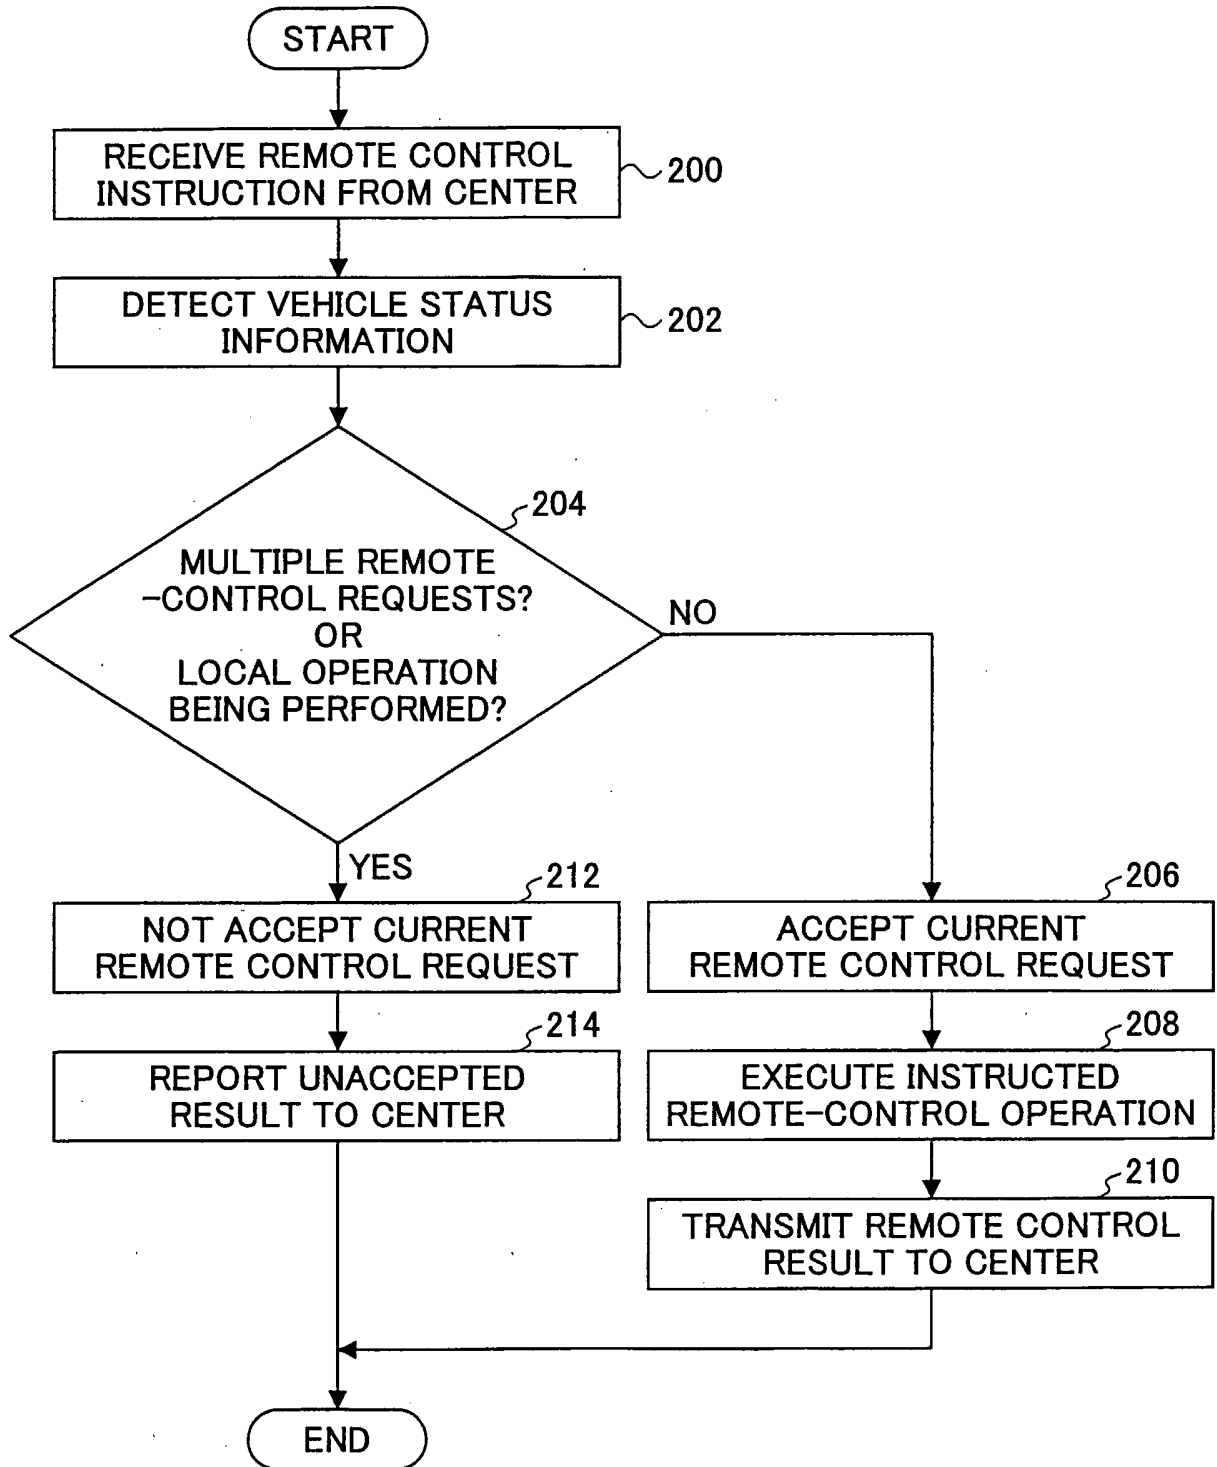 START
RECEIVE REMOTE CONTROL
INSTRUCTION FROM CENTER
200
DETECT VEHICLE STATUS
INFORMATION
202
204
MULTIPLE REMOTE
-CONTROL REQUESTS?
OR
LOCAL OPERATION
BEING PERFORMED?
NO
YES
212
NOT ACCEPT CURRENT
REMOTE CONTROL REQUEST
214
REPORT UNACCEPTED
RESULT TO CENTER
206
ACCEPT CURRENT
REMOTE CONTROL REQUEST
208
EXECUTE INSTRUCTED
REMOTE-CONTROL OPERATION
210
TRANSMIT REMOTE CONTROL
RESULT TO CENTER
END